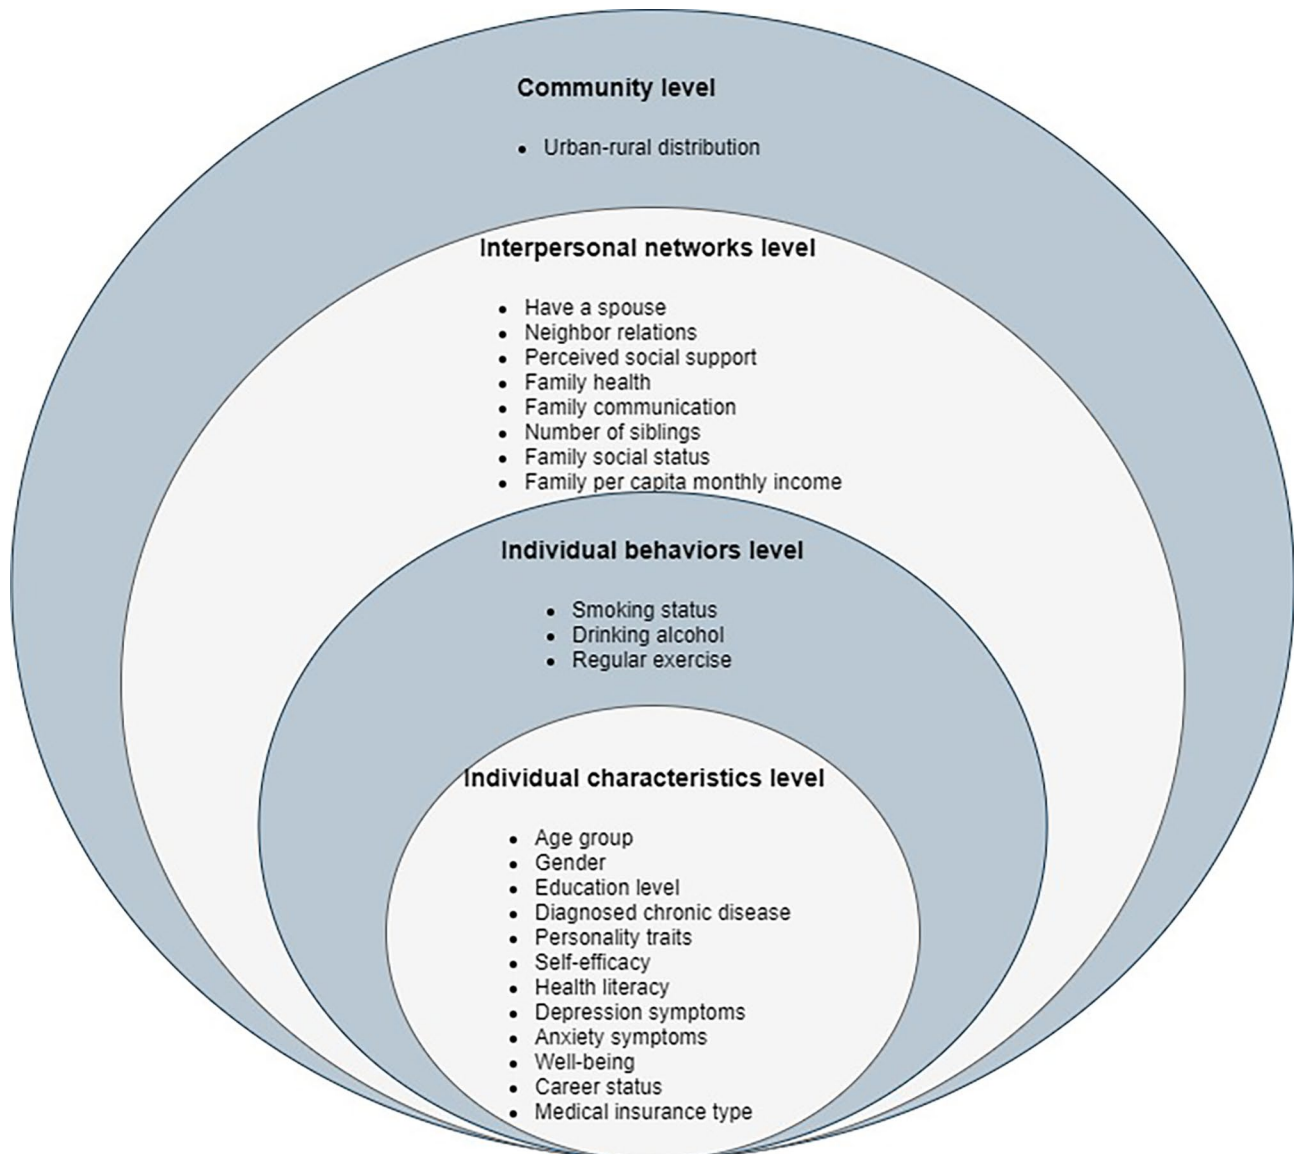 Community level
• Urban-rural distribution
Interpersonal networks level
• Have a spouse
• Neighbor relations
• Perceived social support
• Family health
• Family communication
• Number of siblings
• Family social status
• Family per capita monthly income
Individual behaviors level
• Smoking status
• Drinking alcohol
• Regular exercise
Individual characteristics level
• Age group
• Gender
• Education level
• Diagnosed chronic disease
• Personality traits
• Self-efficacy
• Health literacy
• Depression symptoms
• Anxiety symptoms
• Well-being
• Career status
• Medical insurance type